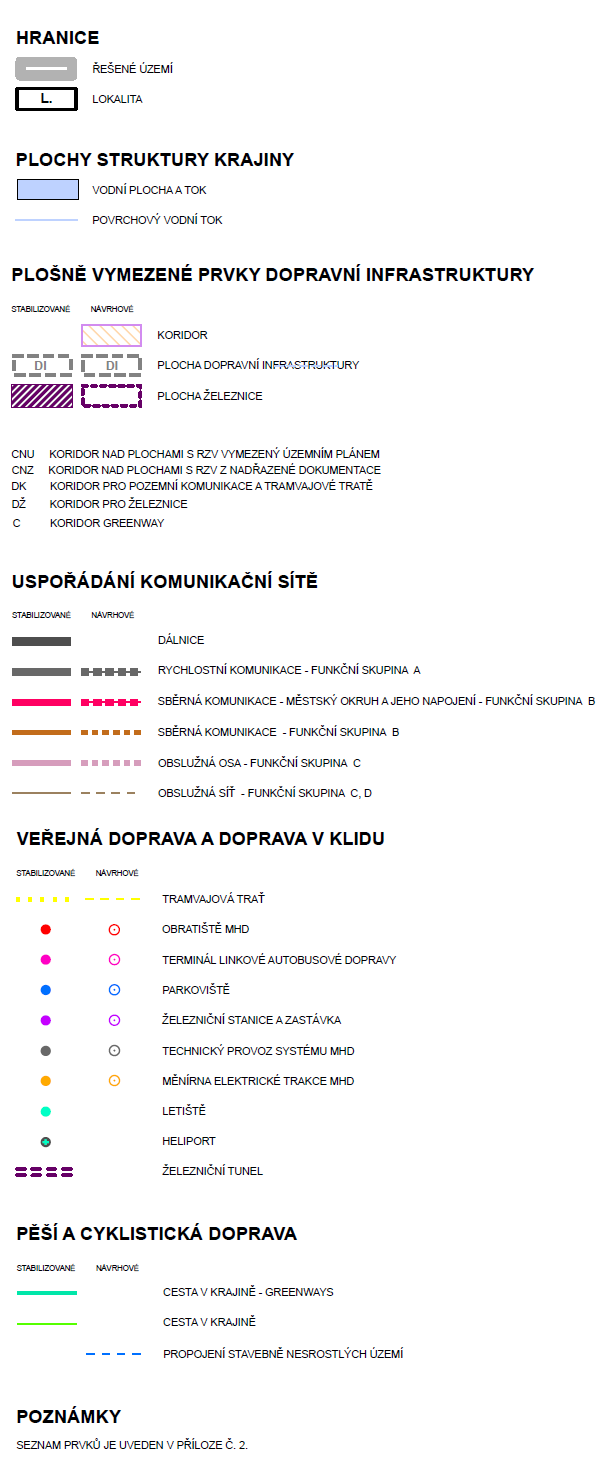 HRANICE
ŘEŠENÉ ÚZEMÍ
L. LOKALITA
PLOCHY STRUKTURY KRAJINY
VODNÍ PLOCHA A TOK
POVRCHOVÝ VODNÍ TOK
PLOŠNĚ VYMEZENÉ PRVKY DOPRAVNÍ INFRASTRUKTURY
STABILIZOVANÉ NÁVRHOVÉ
KORIDOR
DI DI PLOCHA DOPRAVNÍ INFRASTRUKTURY
PLOCHA ŽELEZNICE
CNU KORIDOR NAD PLOCHAMI S RZV VYMEZENÝ ÚZEMNÍM PLÁNEM
CNZ KORIDOR NAD PLOCHAMI S RZV Z NADŘAZENÉ DOKUMENTACE
DK KORIDOR PRO POZEMNÍ KOMUNIKACE A TRAMVAJOVÉ TRATĚ
DŽ KORIDOR PRO ŽELEZNICE
C KORIDOR GREENWAY
USPOŘÁDÁNÍ KOMUNIKAČNÍ SÍTĚ
STABILIZOVANÉ NÁVRHOVÉ
DÁLNICE
RYCHLOSTNÍ KOMUNIKACE - FUNKČNÍ SKUPINA A
SBĚRNÁ KOMUNIKACE - MĚSTSKÝ OKRUH A JEHO NAPOJENÍ - FUNKČNÍ SKUPINA B
SBĚRNÁ KOMUNIKACE - FUNKČNÍ SKUPINA B
OBSLUŽNÁ OSA - FUNKČNÍ SKUPINA C
OBSLUŽNÁ SÍŤ - FUNKČNÍ SKUPINA C, D
VEŘEJNÁ DOPRAVA A DOPRAVA V KLIDU
STABILIZOVANÉ NÁVRHOVÉ
TRAMVAJOVÁ TRAŤ
OBRATIŠTĚ MHD
TERMINÁL LINKOVÉ AUTOBUSOVÉ DOPRAVY
PARKOVIŠTĚ
ŽELEZNIČNÍ STANICE A ZASTÁVKA
TECHNICKÝ PROVOZ SYSTÉMU MHD
MĚNÍRNA ELEKTRICKÉ TRAKCE MHD
LETIŠTĚ
HELIPORT
ŽELEZNIČNÍ TUNEL
PĚŠÍ A CYKLISTICKÁ DOPRAVA
STABILIZOVANÉ NÁVRHOVÉ
CESTA V KRAJINĚ - GREENWAYS
CESTA V KRAJINĚ
PROPOJENÍ STAVEBNĚ NESROSTLÝCH ÚZEMÍ
POZNÁMKY
SEZNAM PRVKŮ JE UVEDEN V PŘÍLOZE Č. 2.